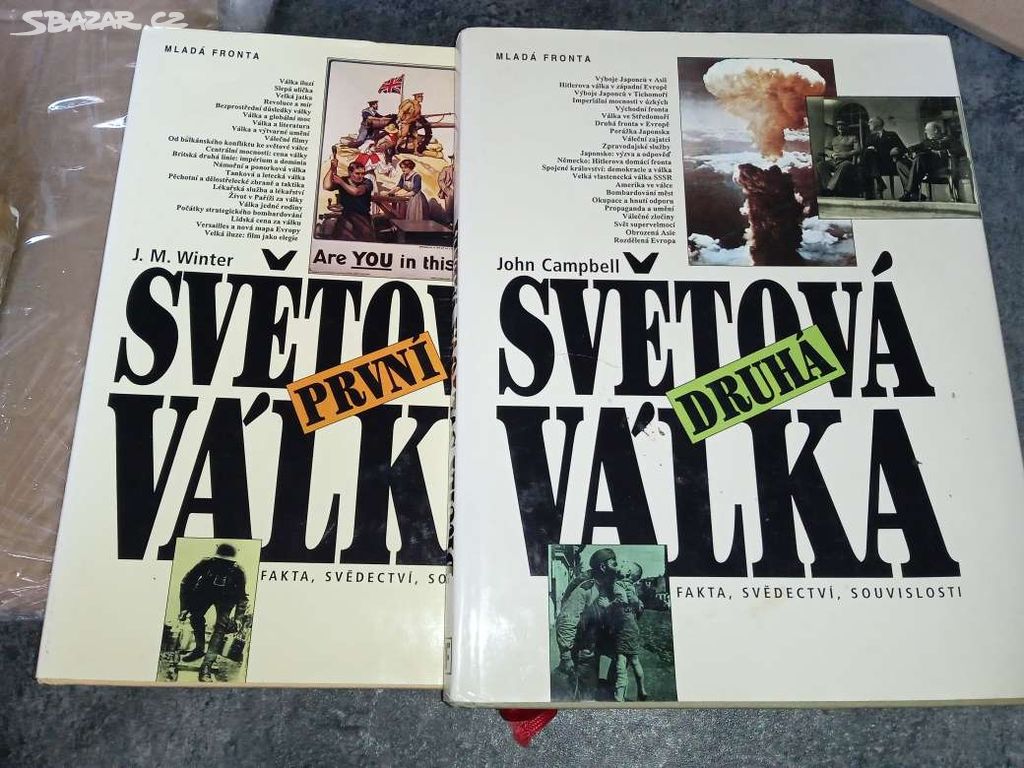 SBAZAR.CZ
MLADÁ FRONTA
Válka iluzí
Slepá ulička
Velká jatka
Revoluce a mír
Bezprostřední důsledky války
Válka a globální moc
Válka a literatura
Válka a výtvarné umění
Válečné filmy
Od balkánského konfliktu ke světové válce
Centrální mocnosti: cena války
Britská druhá linie: impérium a dominia
Námořní a ponorková válka
Tanková a letecká válka
Pěchotní a dělostřelecké zbraně a taktika
Lékařská služba a lékařství
Život v Paříži za války
Válka jedné rodiny
Počátky strategického bombardování
Lidská cena za válku
Versailles a nová mapa Evropy
Velká iluze: film jako elegie
Are YOU in this
J. M. Winter
SVĚTOV
PRVNÍ
VÁLK
FAKTA, SVĚDECTVÍ, SO
MLADÁ FRONTA
Výboje Japonců v Asii
Hitlerova válka v západní Evropě
Výboje Japonců v Tichomoří
Imperiální mocnosti v úzkých
Východní fronta
Válka ve Středomoří
Druhá fronta v Evropě
Porážka Japonska
Váleční zajatci
Zpravodajské služby
Japonsko: výzva a odpověď
Německo: Hitlerova domácí fronta
Spojené království: demokracie a válka
Velká vlastenecká válka SSSR
Amerika ve válce
Bombardování měst
Okupace a hnutí odporu
Propaganda a umění
Válečné zločiny
Svět supervelmocí
Obrozená Asie
Rozdělená Evropa
John Campbell
SVĚTOVÁ
DRUHÁ
VÁLKA
FAKTA, SVĚDECTVÍ, SOUVISLOSTI